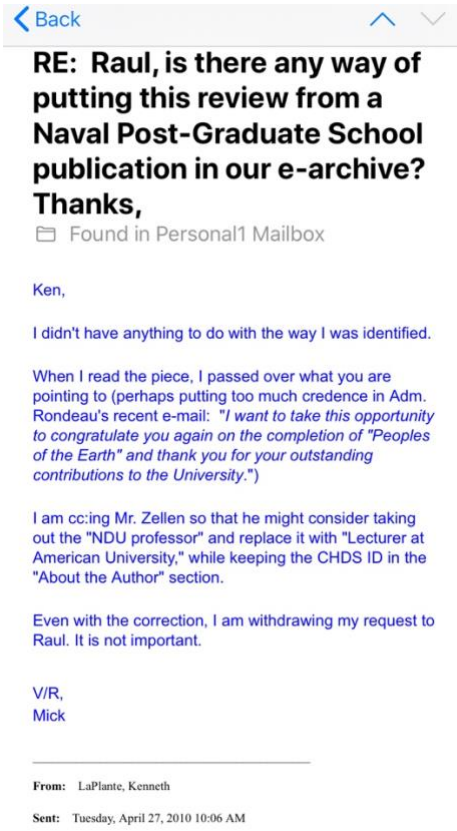 Back
RE: Raul, is there any way of
putting this review from a
Naval Post-Graduate School
publication in our e-archive?
Thanks,
Found in Personal1 Mailbox
Ken,
I didn't have anything to do with the way I was identified.
When I read the piece, I passed over what you are
pointing to (perhaps putting too much credence in Adm.
Rondeau's recent e-mail: "I want to take this opportunity
to congratulate you again on the completion of "Peoples
of the Earth" and thank you for your outstanding
contributions to the University.")
I am cc:ing Mr. Zellen so that he might consider taking
out the "NDU professor" and replace it with "Lecturer at
American University," while keeping the CHDS ID in the
"About the Author" section.
Even with the correction, I am withdrawing my request to
Raul. It is not important.
V/R,
Mick
From: LaPlante, Kenneth
Sent: Tuesday, April 27, 2010 10:06 AM